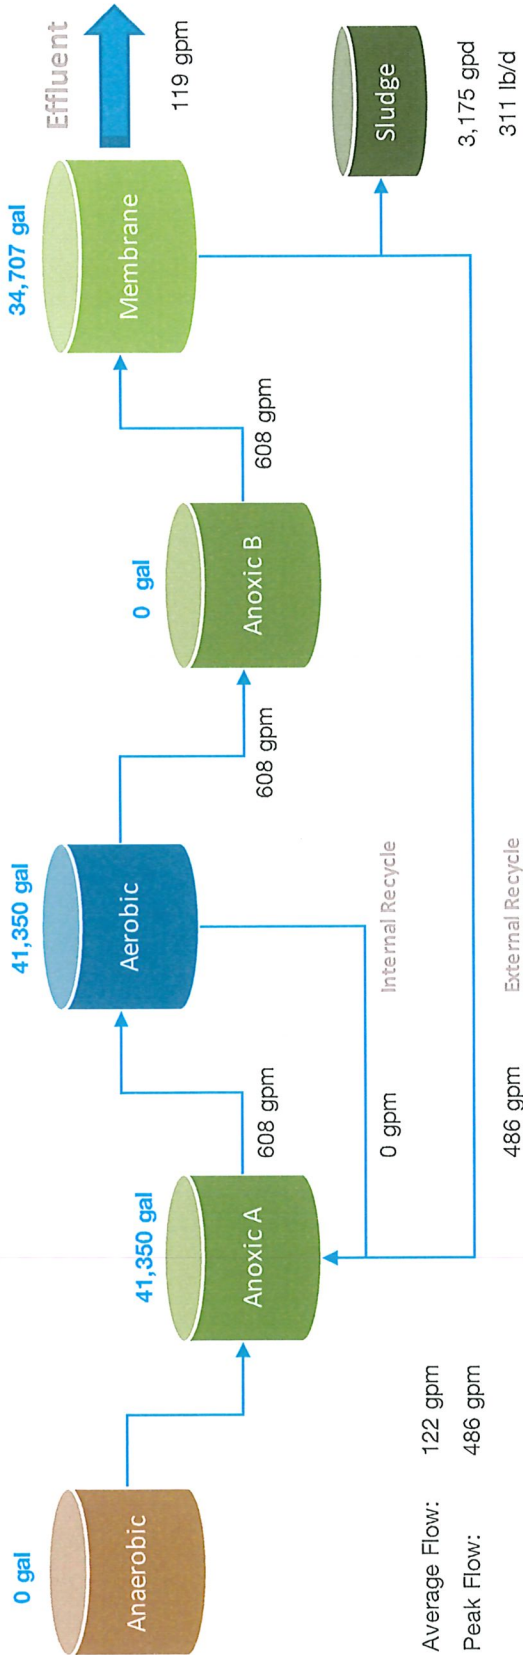 0 gal
Anaerobic
41,350 gal
Anoxic A
608 gpm
41,350 gal
Aerobic
608 gpm
0 gal
Anoxic B
608 gpm
34,707 gal
Membrane
Effluent
119 gpm
Sludge
3,175 gpd
311 lb/d
Internal Recycle
0 gpm
External Recycle
486 gpm
Average Flow: 122 gpm
Peak Flow: 486 gpm